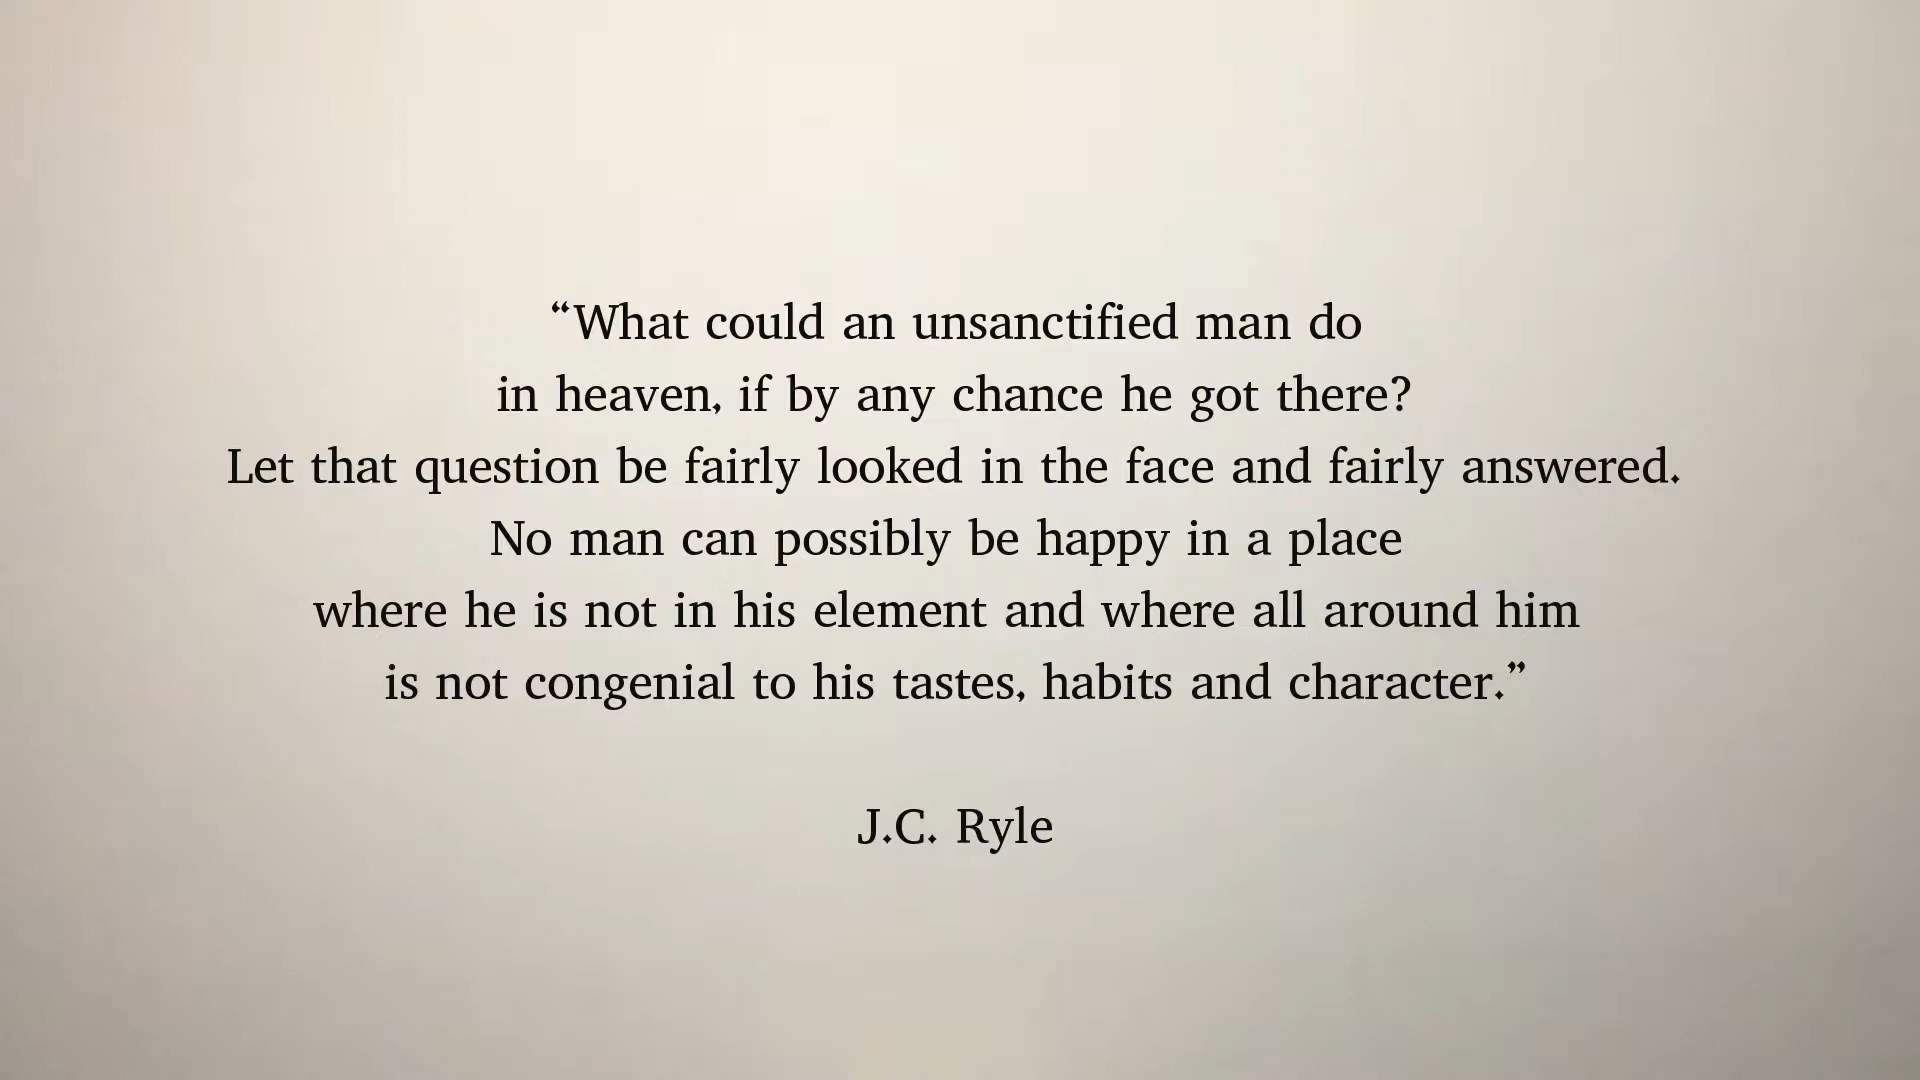 “What could an unsanctified man do
in heaven, if by any chance he got there?
Let that question be fairly looked in the face and fairly answered.
No man can possibly be happy in a place
where he is not in his element and where all around him
is not congenial to his tastes, habits and character.”
J.C. Ryle